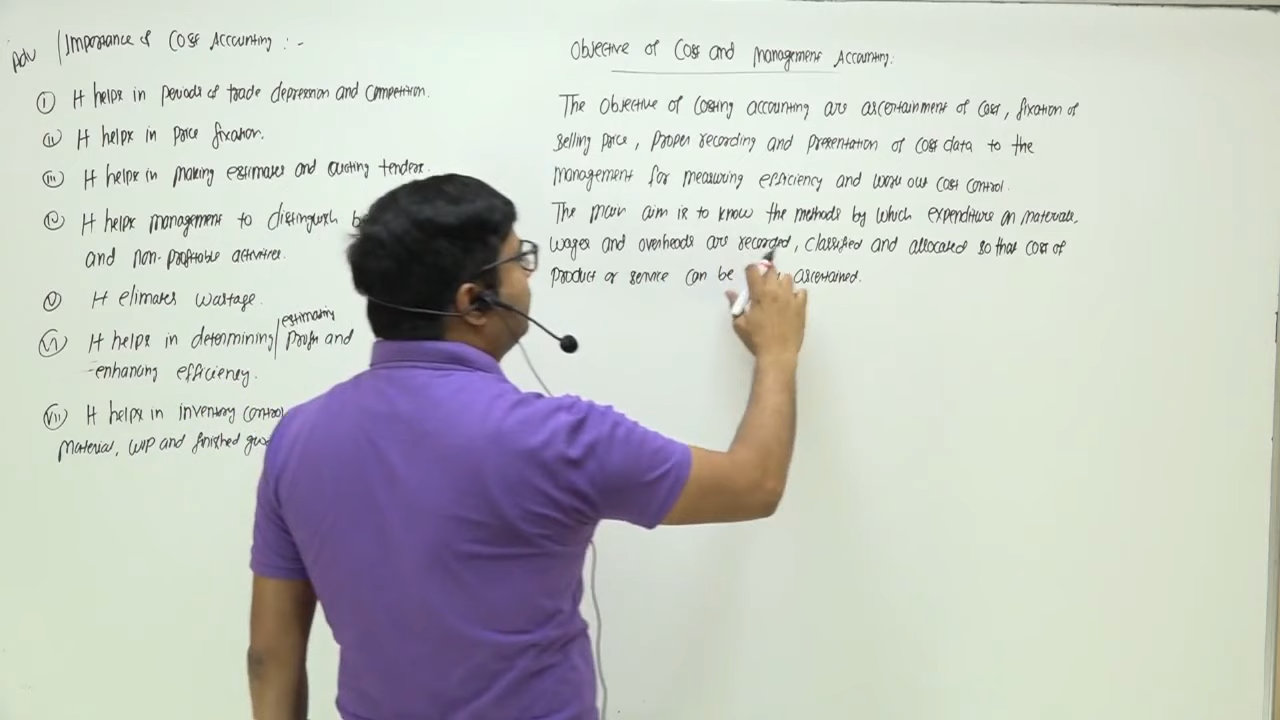 Adv / Importance of Cost Accounting :-
(i) It helps in periods of trade depression and competition.
(ii) It helps in price fixation.
(iii) It helps in making estimates and quoting tenders.
(iv) It helps management to distinguish
and non-profitable activities.
(v) It elimates wastage.
estimating
(vi) It helps in determining / profit and
enhancing efficiency.
(vii) It helps in inventory control
Material, WIP and finished
Objective of Cost and Management Accounting:
The Objective of costing accounting are ascertainment of cost, fixation of
selling price, proper recording and presentation of cost data to the
management for measuring efficiency and work out cost control.
The main aim is to know the methods by which expenditure on materials,
wages and overheads are recorded, classified and allocated so that cost of
product or service can be ascertained.